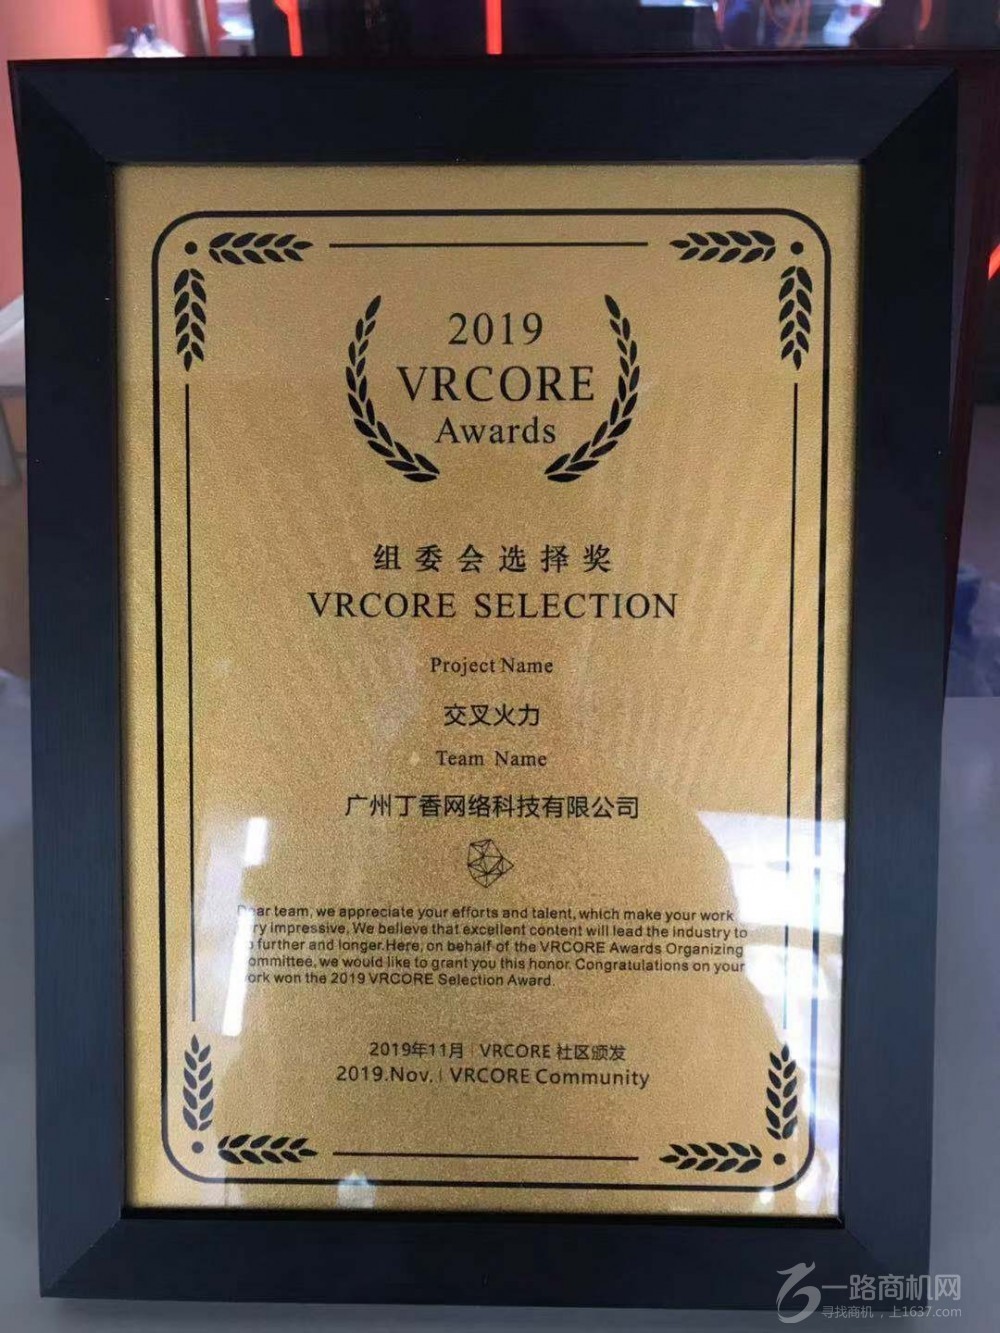 2019
VRCORE
Awards
组委会选择奖
VRCORE SELECTION
Project Name
交叉火力
Team Name
广州丁香网络科技有限公司
Dear team, we appreciate your efforts and talent, which make your work
very impressive. We believe that excellent content will lead the industry to
go further and longer. Here, on behalf of the VRCORE Awards Organizing
Committee, we would like to grant you this honor. Congratulations on your
work won the 2019 VRCORE Selection Award.
2019年11月 | VRCORE 社区颁发
2019.Nov. | VRCORE Community
一路商机网
寻找商机，上1637.com